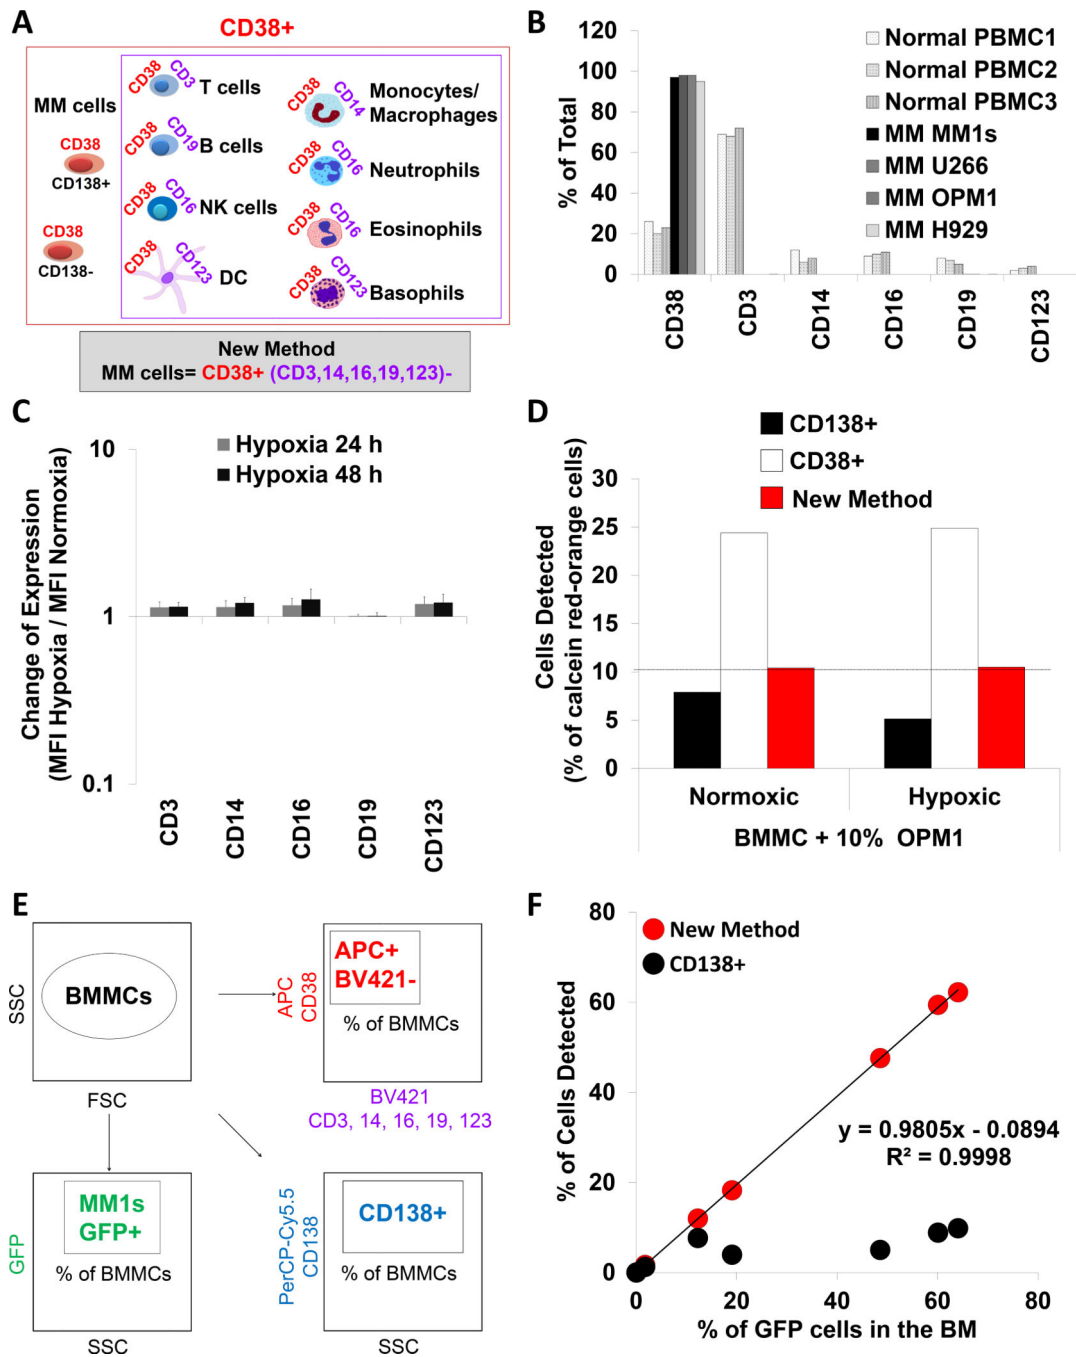 A
CD38+
MM cells
CD38
CD138+
CD38
CD138-
CD38 CD3 T cells
CD38 CD19 B cells
CD38 CD16 NK cells
CD38 CD123 DC
CD38 CD14 Monocytes/
Macrophages
CD38 CD16 Neutrophils
CD38 CD16 Eosinophils
CD38 CD123 Basophils
New Method
MM cells= CD38+ (CD3,14,16,19,123)-
B
% of Total
120
100
80
60
40
20
0
CD38
CD3
CD14
CD16
CD19
CD123
Normal PBMC1
Normal PBMC2
Normal PBMC3
MM MM1s
MM U266
MM OPM1
MM H929
C
Change of Expression
(MFI Hypoxia / MFI Normoxia)
10
1
0.1
Hypoxia 24 h
Hypoxia 48 h
CD3
CD14
CD16
CD19
CD123
D
CD138+
CD38+
New Method
Cells Detected
(% of calcein red-orange cells)
30
25
20
15
10
5
0
Normoxic
Hypoxic
BMMC + 10% OPM1
E
SSC
BMMCs
FSC
APC
CD38
APC+
BV421-
% of BMMCs
BV421
CD3, 14, 16, 19, 123
GFP
MM1s
GFP+
% of BMMCs
SSC
PerCP-Cy5.5
CD138
CD138+
% of BMMCs
SSC
F
New Method
CD138+
% of Cells Detected
80
60
40
20
0
y = 0.9805x - 0.0894
R² = 0.9998
0
20
40
60
80
% of GFP cells in the BM